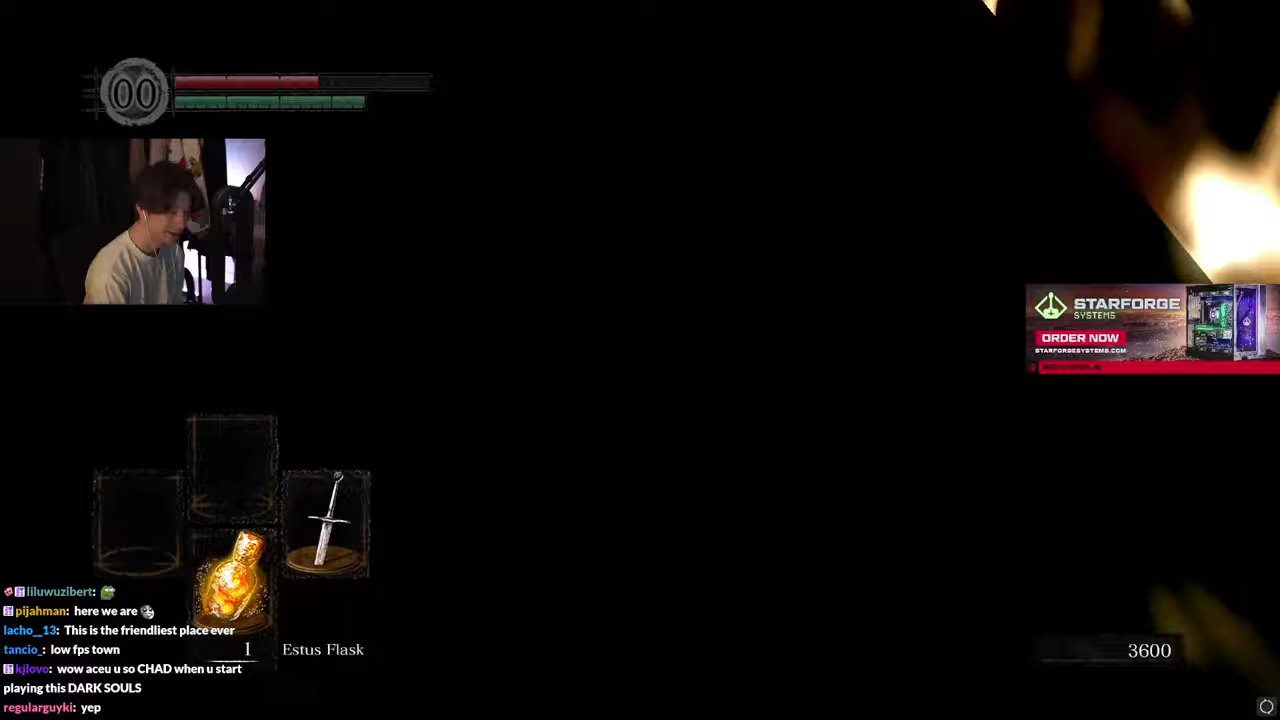 00
STARFORGE
SYSTEMS
ORDER NOW
STARFORGESYSTEMS.COM
liluwuzibert:
pijahman: here we are
lacho__13: This is the friendliest place ever
tancio_: low fps town
kjlovo: wow aceu u so CHAD when u start
playing this DARK SOULS
regularguyki: yep
1 Estus Flask
3600